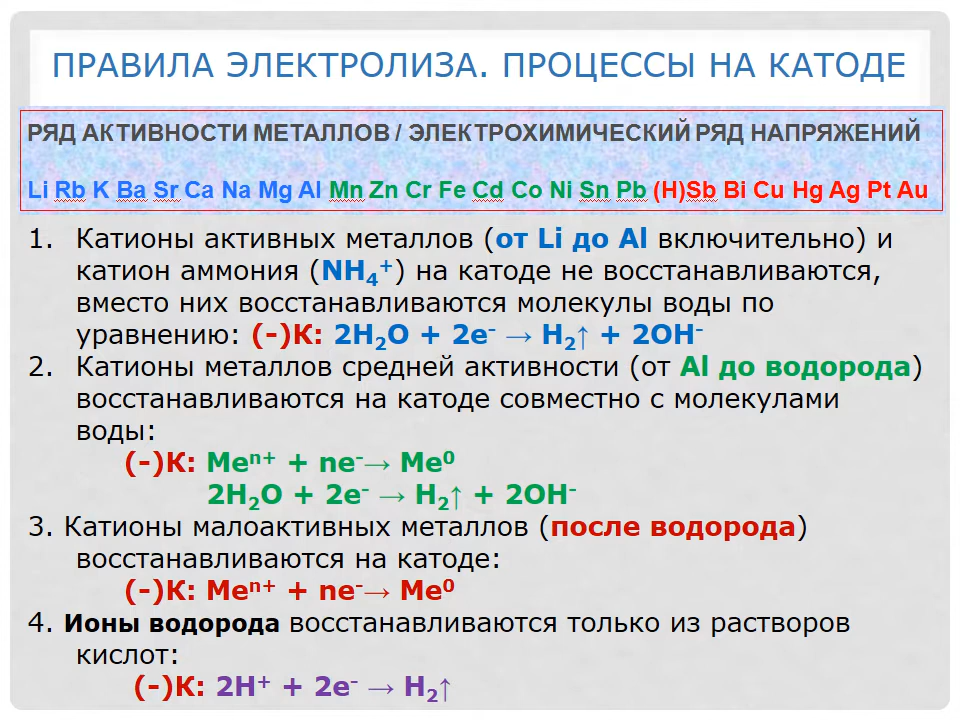 ПРАВИЛА ЭЛЕКТРОЛИЗА. ПРОЦЕССЫ НА КАТОДЕ
РЯД АКТИВНОСТИ МЕТАЛЛОВ / ЭЛЕКТРОХИМИЧЕСКИЙ РЯД НАПРЯЖЕНИЙ
Li Rb K Ba Sr Ca Na Mg Al Mn Zn Cr Fe Cd Co Ni Sn Pb (H)Sb Bi Cu Hg Ag Pt Au
1. Катионы активных металлов (от Li до Al включительно) и
катион аммония (NH₄⁺) на катоде не восстанавливаются,
вместо них восстанавливаются молекулы воды по
уравнению: (-)К: 2H₂O + 2e⁻ → H₂↑ + 2OH⁻
2. Катионы металлов средней активности (от Al до водорода)
восстанавливаются на катоде совместно с молекулами
воды:
(-)К: Meⁿ⁺ + ne⁻→ Me⁰
2H₂O + 2e⁻ → H₂↑ + 2OH⁻
3. Катионы малоактивных металлов (после водорода)
восстанавливаются на катоде:
(-)К: Meⁿ⁺ + ne⁻→ Me⁰
4. Ионы водорода восстанавливаются только из растворов
кислот:
(-)К: 2H⁺ + 2e⁻ → H₂↑